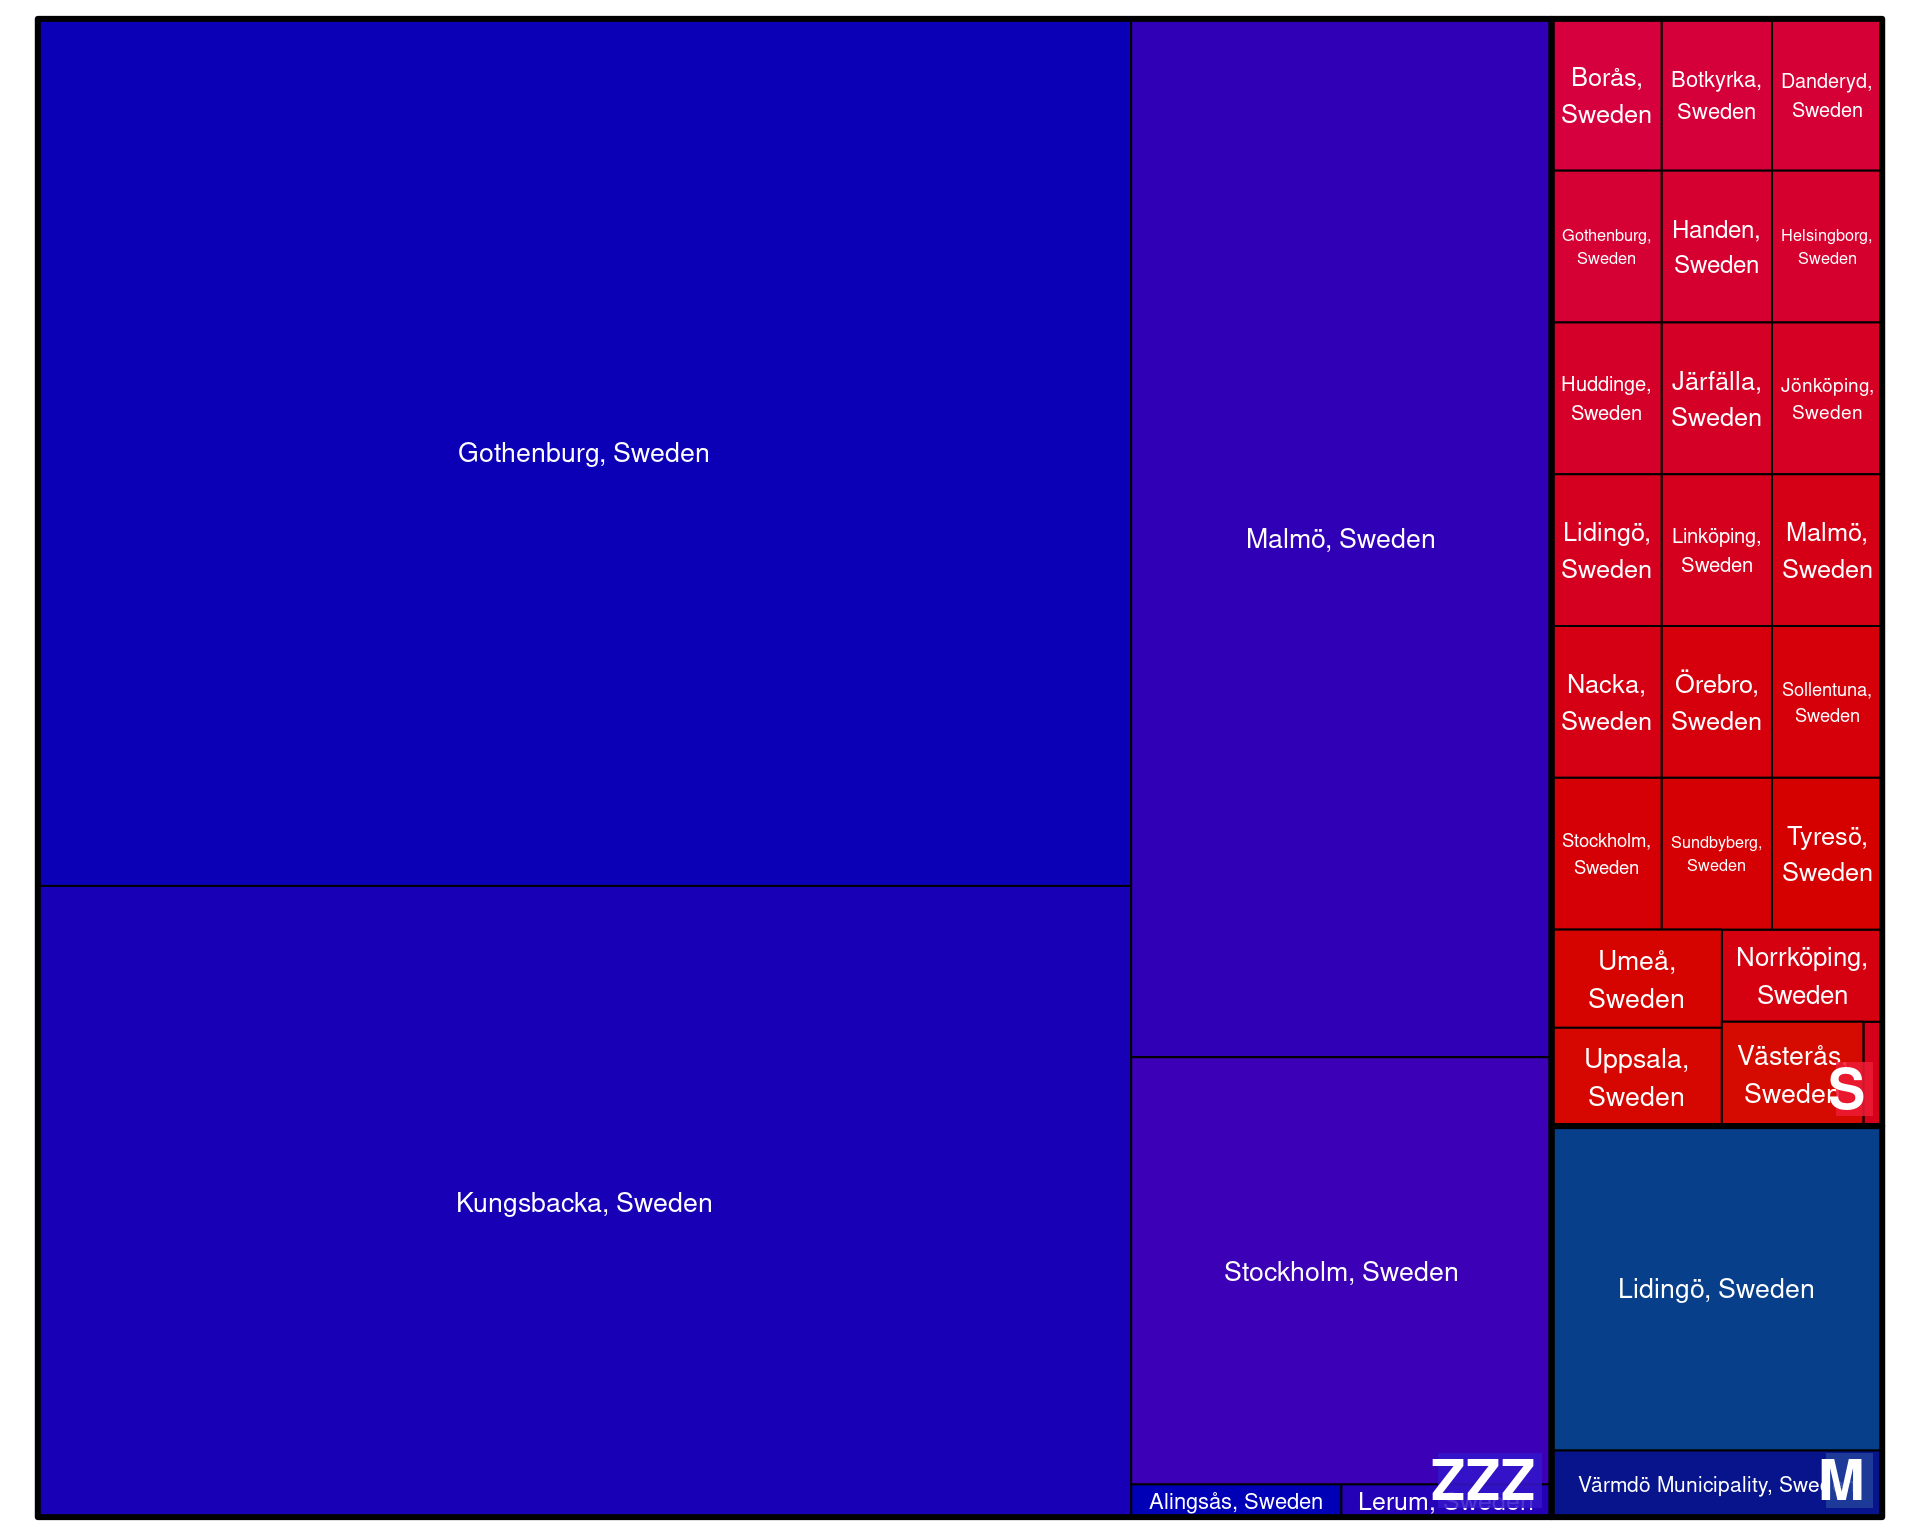 Gothenburg, Sweden
Kungsbacka, Sweden
Malmö, Sweden
Stockholm, Sweden
Alingsås, Sweden
Lerum, Sweden
ZZZ
Borås,
Sweden
Botkyrka,
Sweden
Danderyd,
Sweden
Gothenburg,
Sweden
Handen,
Sweden
Helsingborg,
Sweden
Huddinge,
Sweden
Järfälla,
Sweden
Jönköping,
Sweden
Lidingö,
Sweden
Linköping,
Sweden
Malmö,
Sweden
Nacka,
Sweden
Örebro,
Sweden
Sollentuna,
Sweden
Stockholm,
Sweden
Sundbyberg,
Sweden
Tyresö,
Sweden
Umeå,
Sweden
Norrköping,
Sweden
Uppsala,
Sweden
Västerås,
Sweden
S
Lidingö, Sweden
Värmdö Municipality, Swe
M